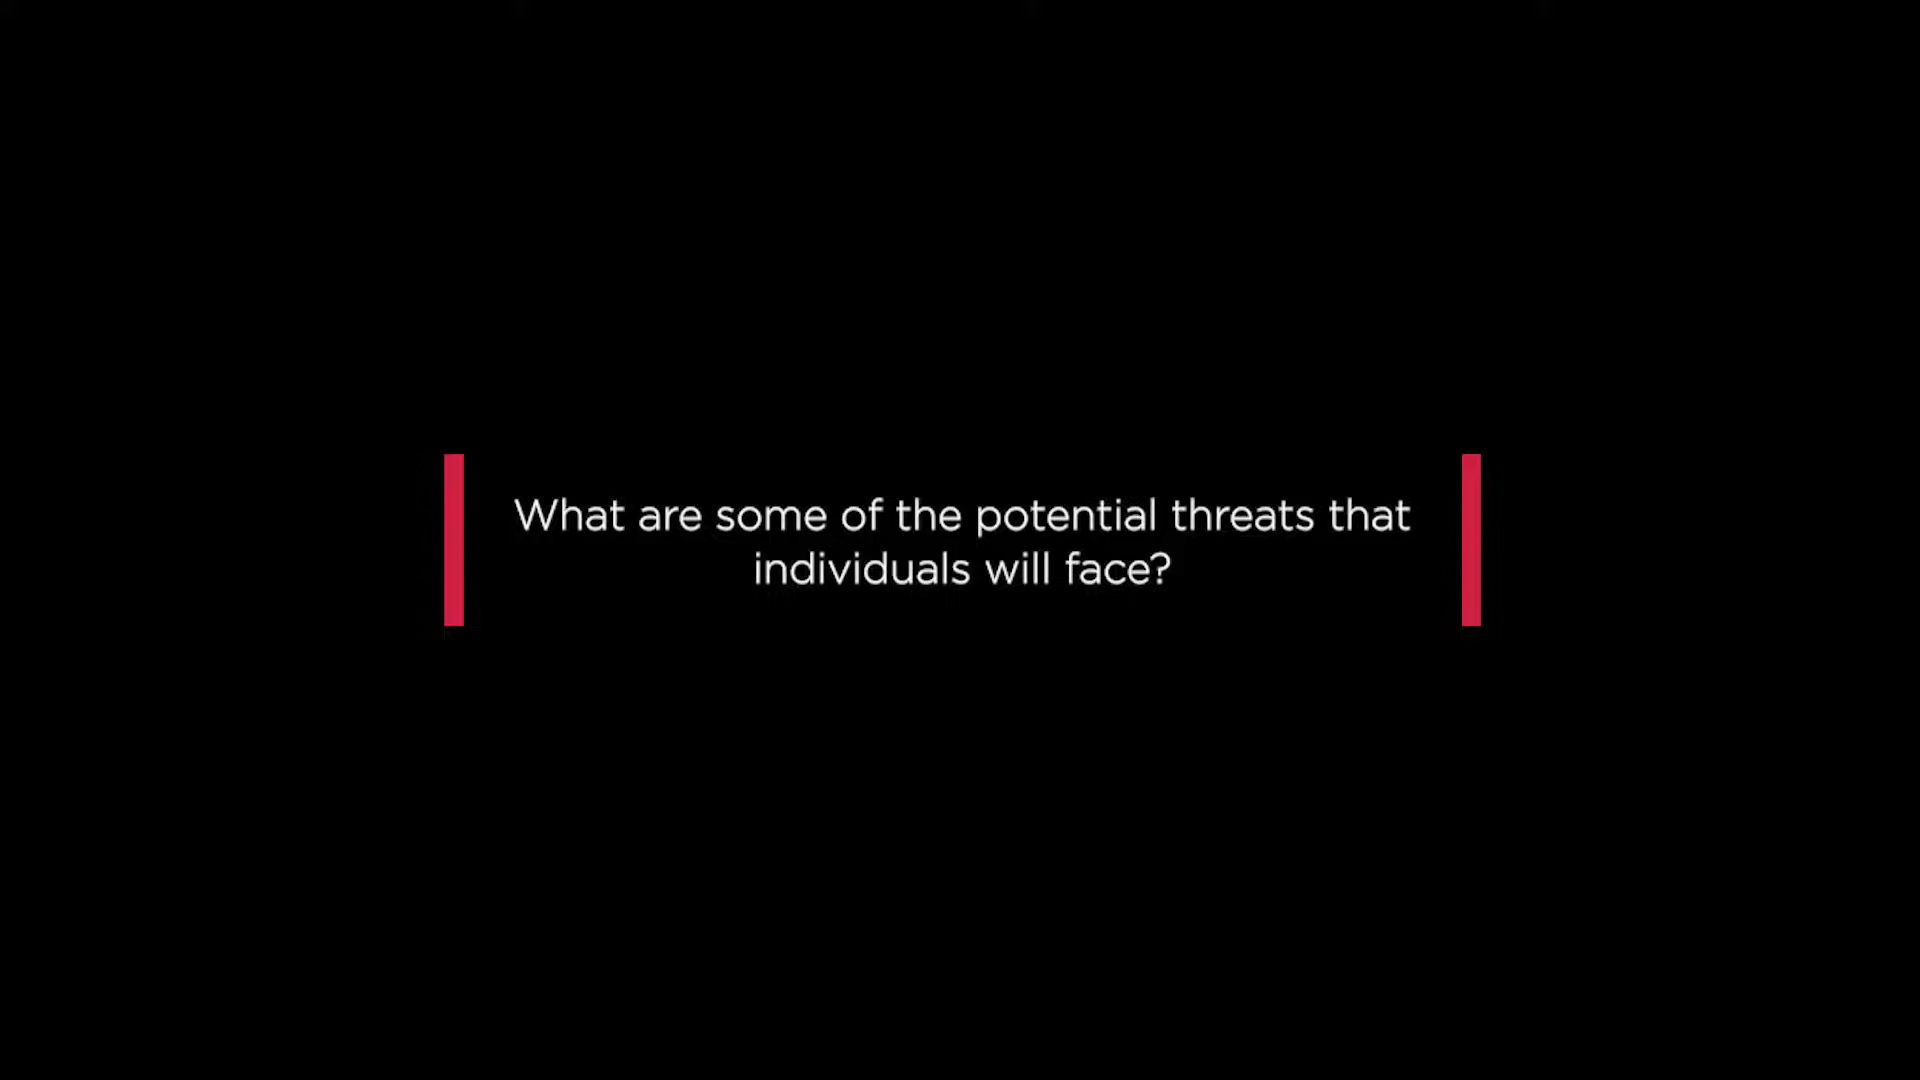 What are some of the potential threats that
individuals will face?